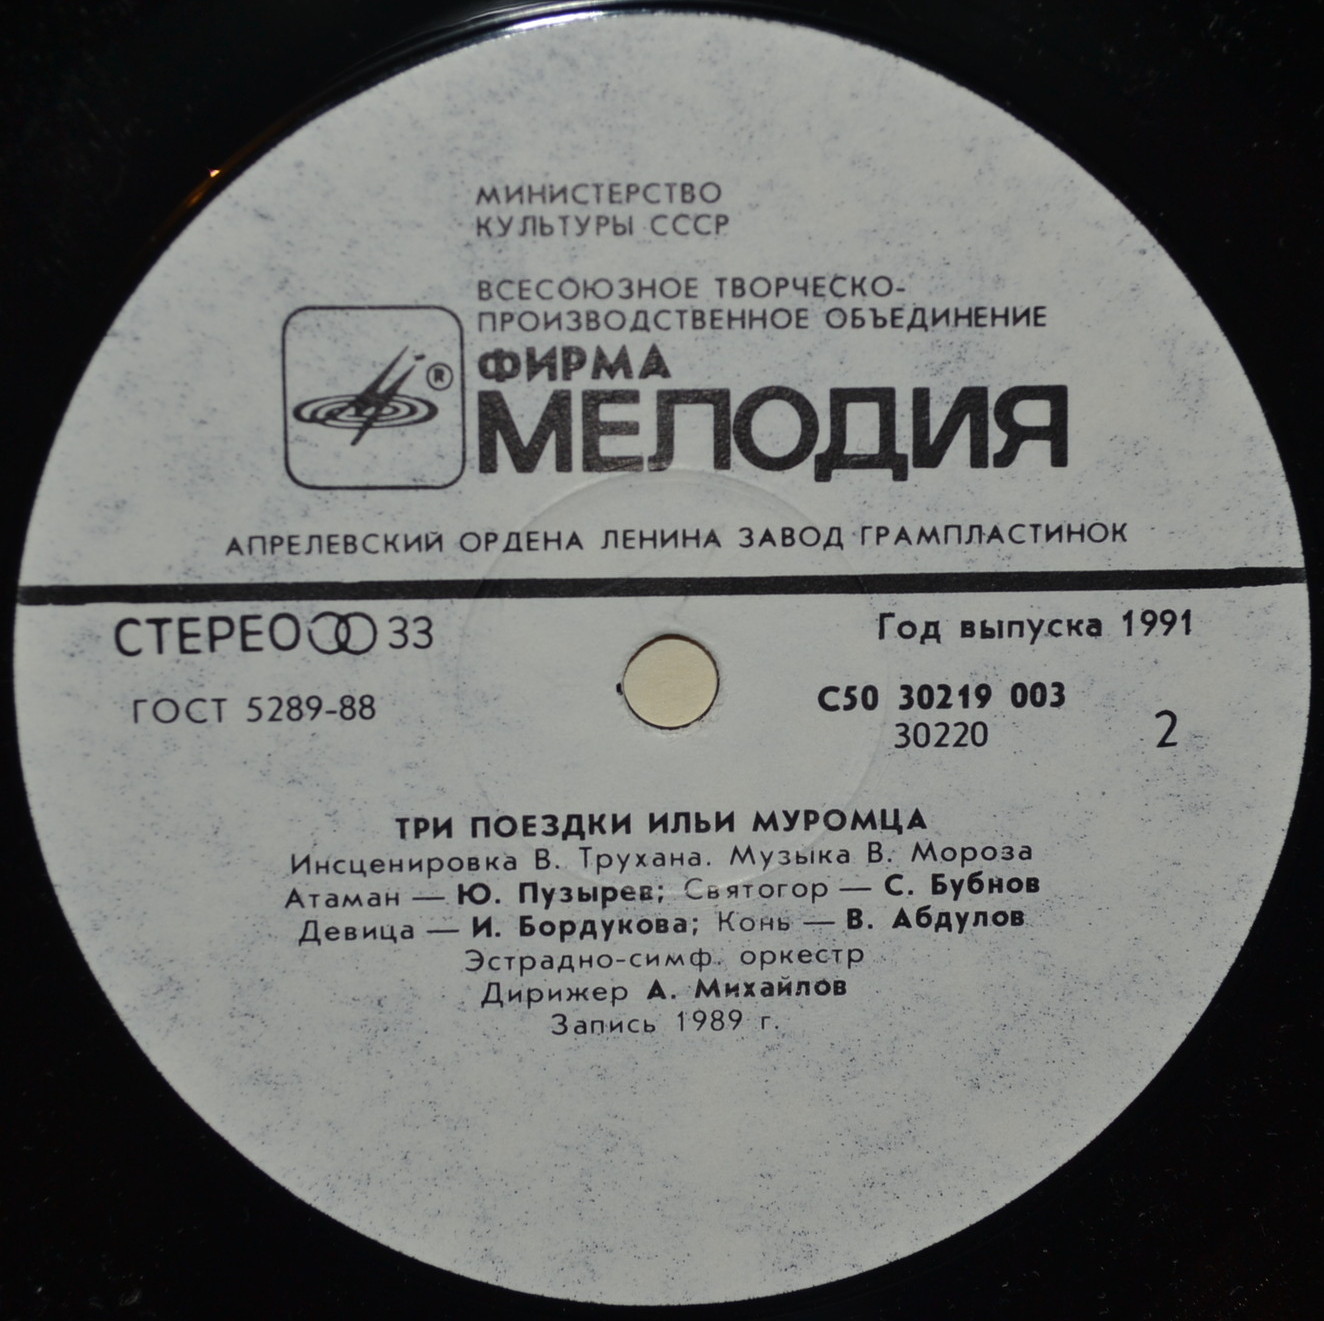 МИНИСТЕРСТВО
КУЛЬТУРЫ СССР
ВСЕСОЮЗНОЕ ТВОРЧЕСКО-
ПРОИЗВОДСТВЕННОЕ ОБЪЕДИНЕНИЕ
ФИРМА
®
МЕЛОДИЯ
АПРЕЛЕВСКИЙ ОРДЕНА ЛЕНИНА ЗАВОД ГРАМПЛАСТИНОК
СТЕРЕО 33
Год выпуска 1991
ГОСТ 5289-88
С50 30219 003
30220
2
ТРИ ПОЕЗДКИ ИЛЬИ МУРОМЦА
Инсценировка В. Трухана. Музыка В. Мороза
Атаман — Ю. Пузырев; Святогор — С. Бубнов
Девица — И. Бордукова; Конь — В. Абдулов
Эстрадно-симф. оркестр
Дирижер А. Михайлов
Запись 1989 г.